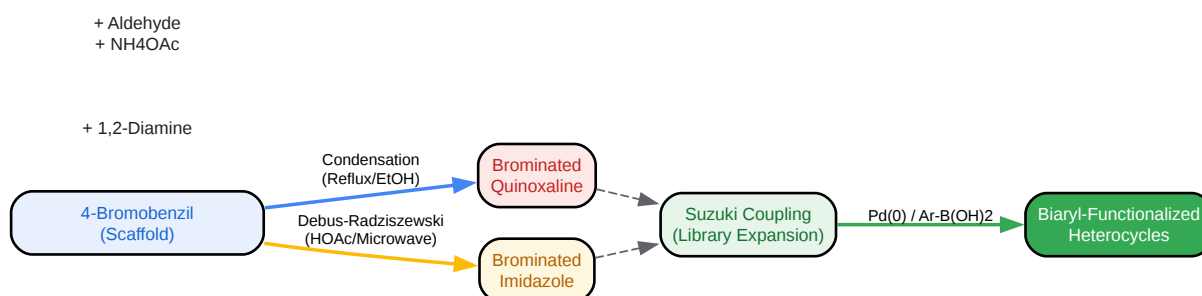 + Aldehyde
+ NH4OAc
+ 1,2-Diamine
4-Bromobenzil
(Scaffold)
Condensation
(Reflux/EtOH)
Debus-Radziszewski
(HOAc/Microwave)
Brominated
Quinoxaline
Brominated
Imidazole
Suzuki Coupling
(Library Expansion)
Pd(0) / Ar-B(OH)2
Biaryl-Functionalized
Heterocycles